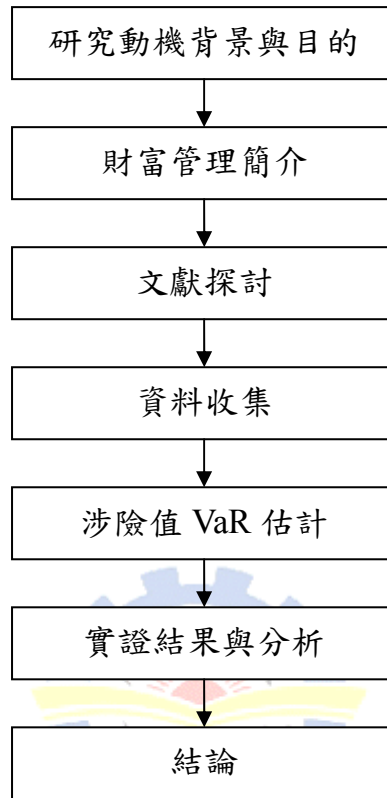 研究動機背景與目的
財富管理簡介
文獻探討
資料收集
涉險值 VaR 估計
實證結果與分析
結論